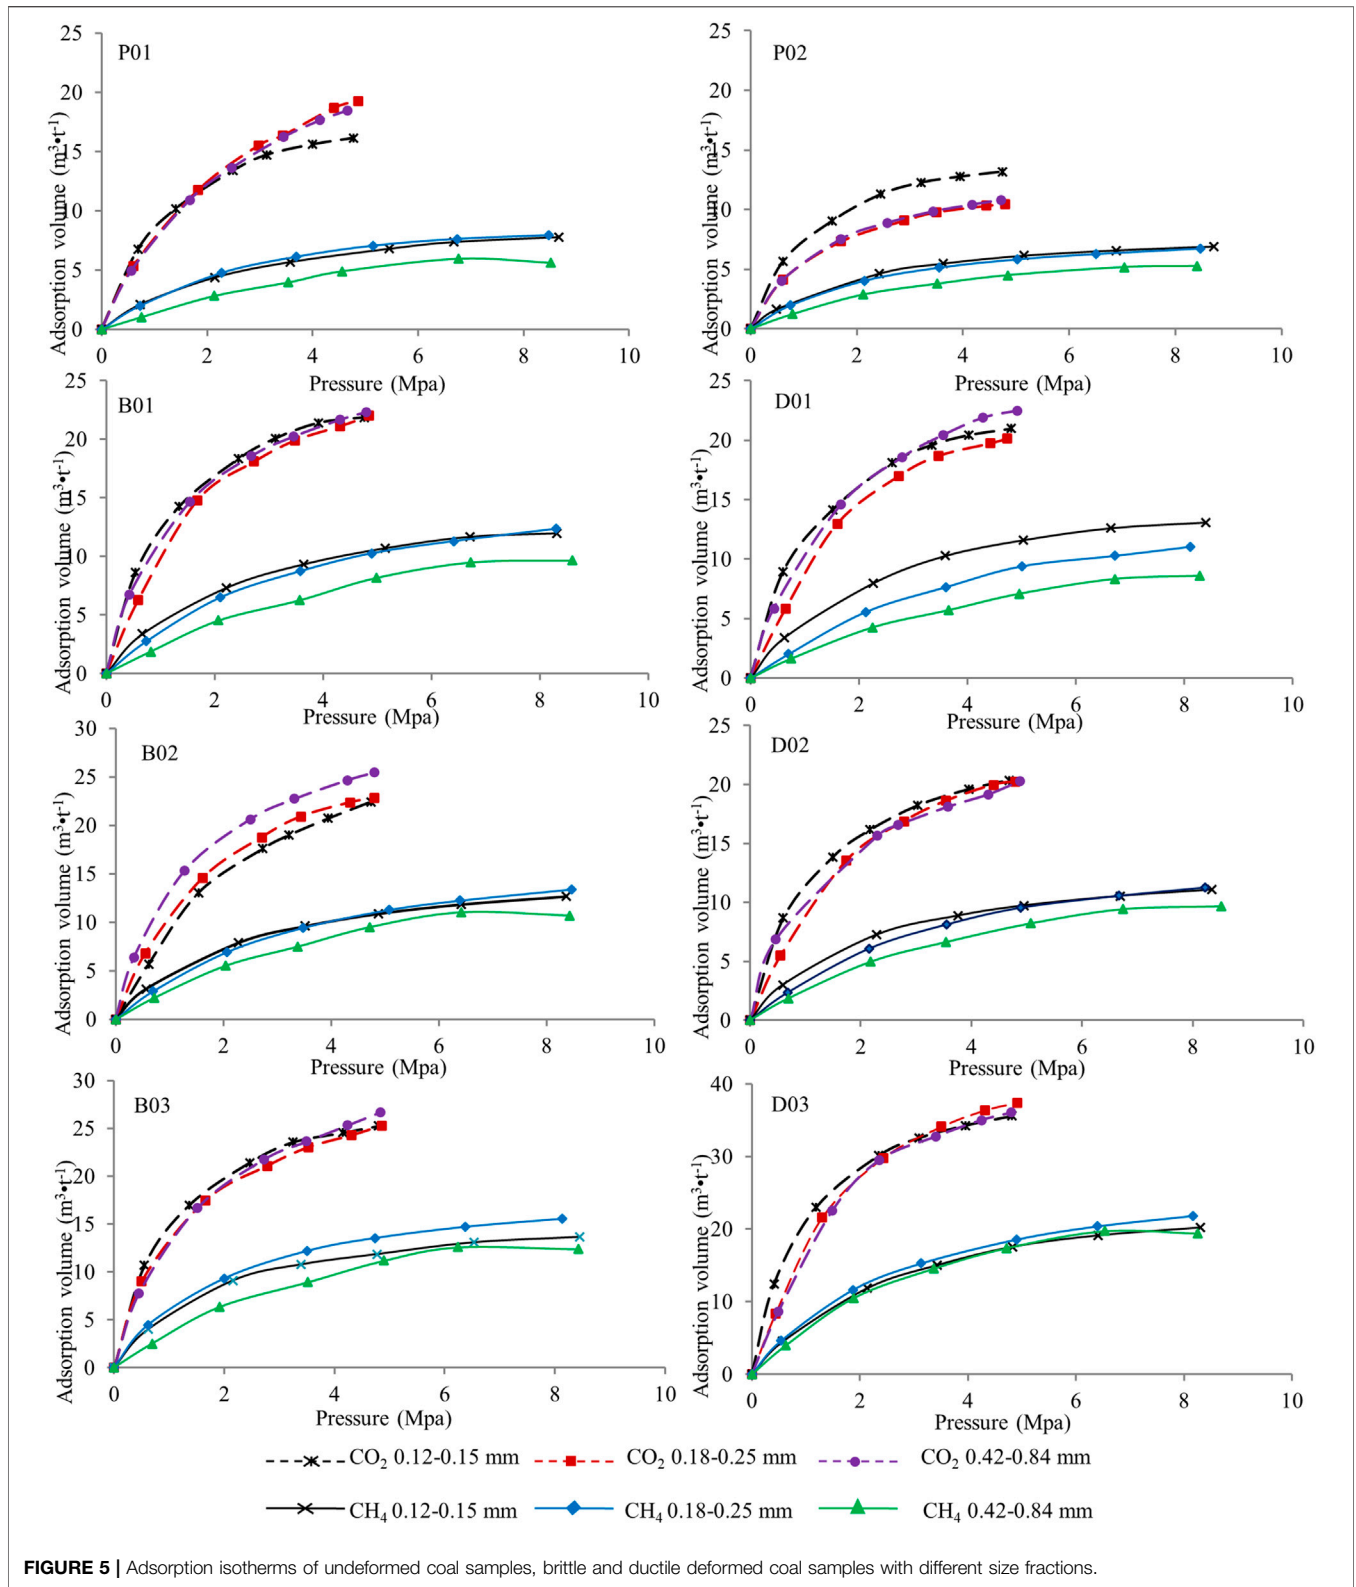 25
20
15
10
5
0
Adsorption volume (m³•t⁻¹)
P01
0 2 4 6 8 10
Pressure (Mpa)
25
20
15
10
5
0
Adsorption volume (m³•t⁻¹)
P02
0 2 4 6 8 10
Pressure (Mpa)
25
20
15
10
5
0
Adsorption volume (m³•t⁻¹)
B01
0 2 4 6 8 10
Pressure (Mpa)
25
20
15
10
5
0
Adsorption volume (m³•t⁻¹)
D01
0 2 4 6 8 10
Pressure (Mpa)
30
25
20
15
10
5
0
Adsorption volume (m³•t⁻¹)
B02
0 2 4 6 8 10
Pressure (Mpa)
25
20
15
10
5
0
Adsorption volume (m³•t⁻¹)
D02
0 2 4 6 8 10
Pressure (Mpa)
30
25
20
15
10
5
0
Adsorption volume (m³•t⁻¹)
B03
0 2 4 6 8 10
Pressure (Mpa)
40
30
20
10
0
Adsorption volume (m³•t⁻¹)
D03
0 2 4 6 8 10
Pressure (Mpa)
CO₂ 0.12-0.15 mm CO₂ 0.18-0.25 mm CO₂ 0.42-0.84 mm
CH₄ 0.12-0.15 mm CH₄ 0.18-0.25 mm CH₄ 0.42-0.84 mm
FIGURE 5 | Adsorption isotherms of undeformed coal samples, brittle and ductile deformed coal samples with different size fractions.